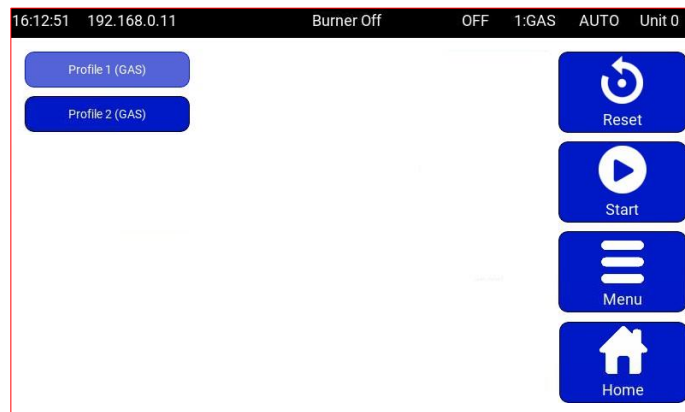 16:12:51 192.168.0.11 Burner Off OFF 1:GAS AUTO Unit 0
Profile 1 (GAS)
Profile 2 (GAS)
Reset
Start
Menu
Home